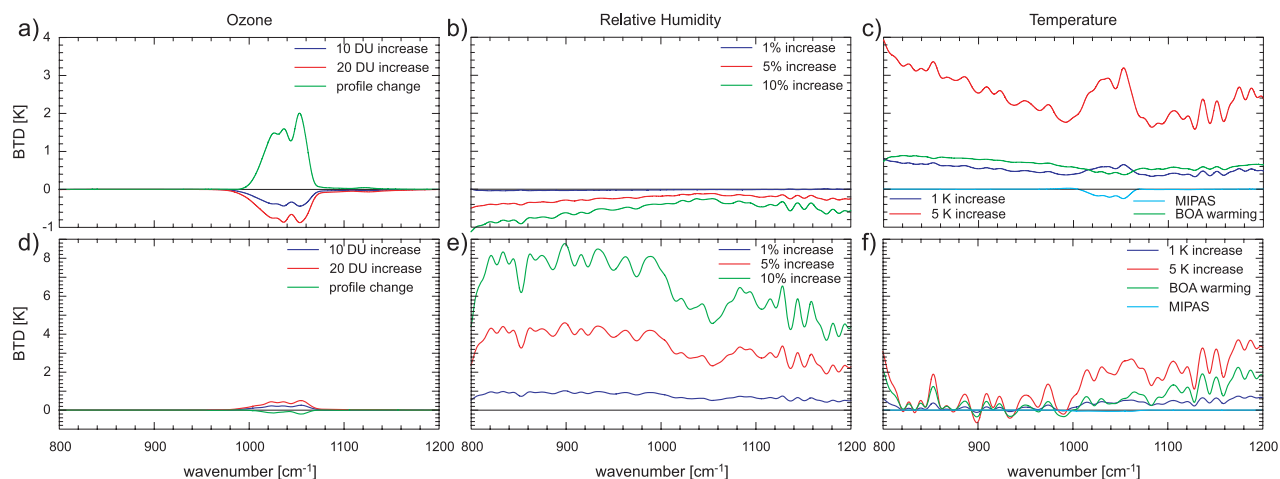 Ozone
Relative Humidity
Temperature
a)
b)
c)
BTD [K]
4
3
2
1
0
-1
10 DU increase
20 DU increase
profile change
1% increase
5% increase
10% increase
1 K increase
5 K increase
MIPAS
BOA warming
d)
e)
f)
BTD [K]
8
6
4
2
0
10 DU increase
20 DU increase
profile change
1% increase
5% increase
10% increase
1 K increase
5 K increase
BOA warming
MIPAS
800 900 1000 1100 1200
800 900 1000 1100 1200
800 900 1000 1100 1200
wavenumber [cm⁻¹]
wavenumber [cm⁻¹]
wavenumber [cm⁻¹]